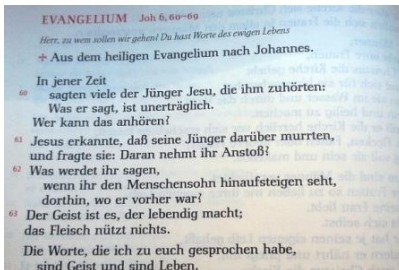 EVANGELIUM Joh 6, 60–69
Herr, zu wem sollen wir gehen? Du hast Worte des ewigen Lebens
+ Aus dem heiligen Evangelium nach Johannes.
In jener Zeit
60 sagten viele der Jünger Jesu, die ihm zuhörten:
Was er sagt, ist unerträglich.
Wer kann das anhören?
61 Jesus erkannte, daß seine Jünger darüber murrten,
und fragte sie: Daran nehmt ihr Anstoß?
62 Was werdet ihr sagen,
wenn ihr den Menschensohn hinaufsteigen seht,
dorthin, wo er vorher war?
63 Der Geist ist es, der lebendig macht;
das Fleisch nützt nichts.
Die Worte, die ich zu euch gesprochen habe,
sind Geist und sind Leben.